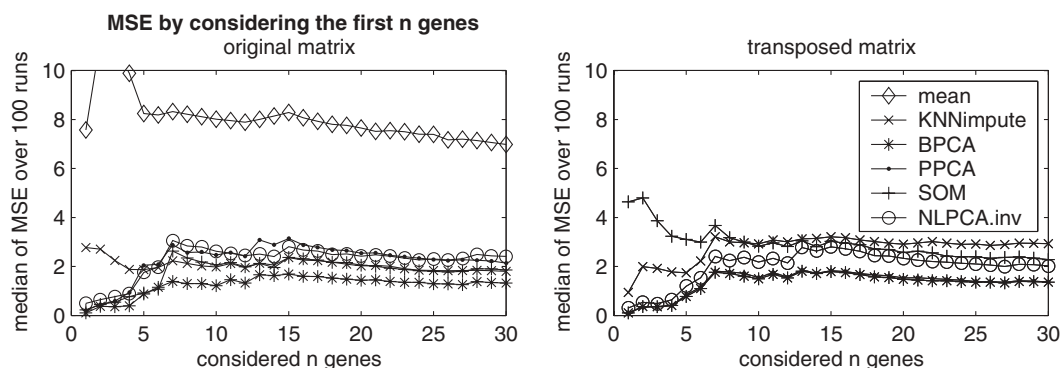 MSE by considering the first n genes
original matrix
median of MSE over 100 runs
10
8
6
4
2
0
0 5 10 15 20 25 30
considered n genes
transposed matrix
median of MSE over 100 runs
10
8
6
4
2
0
0 5 10 15 20 25 30
considered n genes
mean
KNNimpute
BPCA
PPCA
SOM
NLPCA.inv